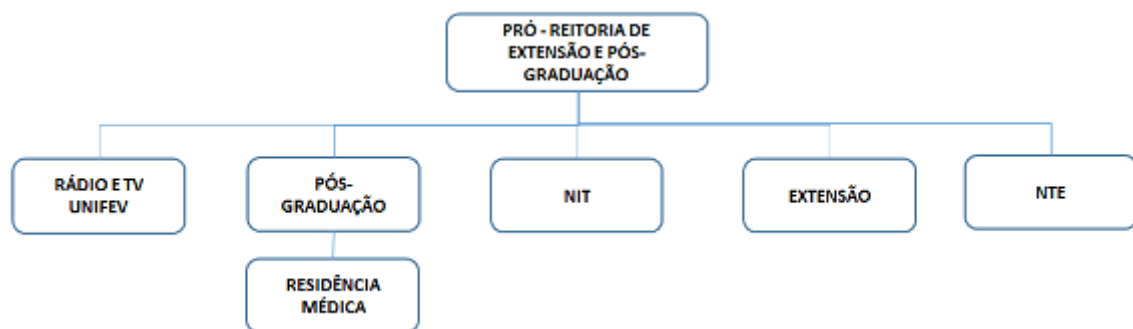 PRÓ - REITORIA DE
EXTENSÃO E PÓS-
GRADUAÇÃO
RÁDIO E TV
UNIFEV
PÓS-
GRADUAÇÃO
NIT
EXTENSÃO
NTE
RESIDÊNCIA
MÉDICA